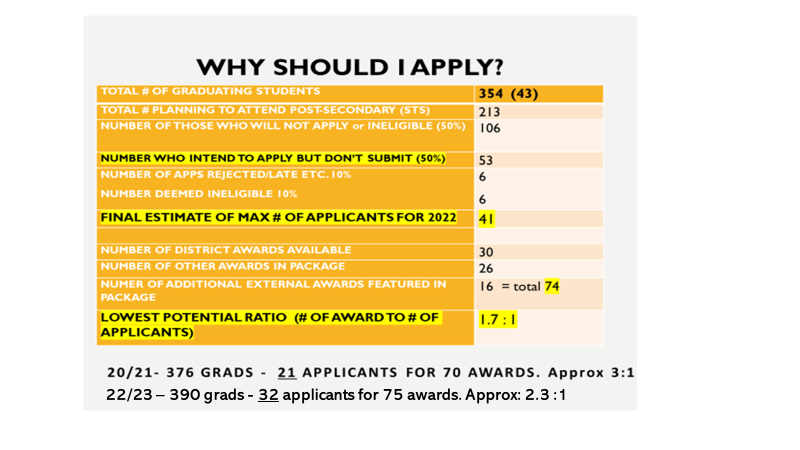 WHY SHOULD I APPLY?
TOTAL # OF GRADUATING STUDENTS 354 (43)
TOTAL # PLANNING TO ATTEND POST-SECONDARY (STS) 213
NUMBER OF THOSE WHO WILL NOT APPLY or INELIGIBLE (50%) 106
NUMBER WHO INTEND TO APPLY BUT DON'T SUBMIT (50%) 53
NUMBER OF APPS REJECTED/LATE ETC. 10% 6
NUMBER DEEMED INELIGIBLE 10% 6
FINAL ESTIMATE OF MAX # OF APPLICANTS FOR 2022 41
NUMBER OF DISTRICT AWARDS AVAILABLE 30
NUMBER OF OTHER AWARDS IN PACKAGE 26
NUMER OF ADDITIONAL EXTERNAL AWARDS FEATURED IN 16 = total 74
PACKAGE
LOWEST POTENTIAL RATIO (# OF AWARD TO # OF 1.7 : 1
APPLICANTS)
20/21- 376 GRADS - 21 APPLICANTS FOR 70 AWARDS. Approx 3:1
22/23 – 390 grads - 32 applicants for 75 awards. Approx: 2.3 :1